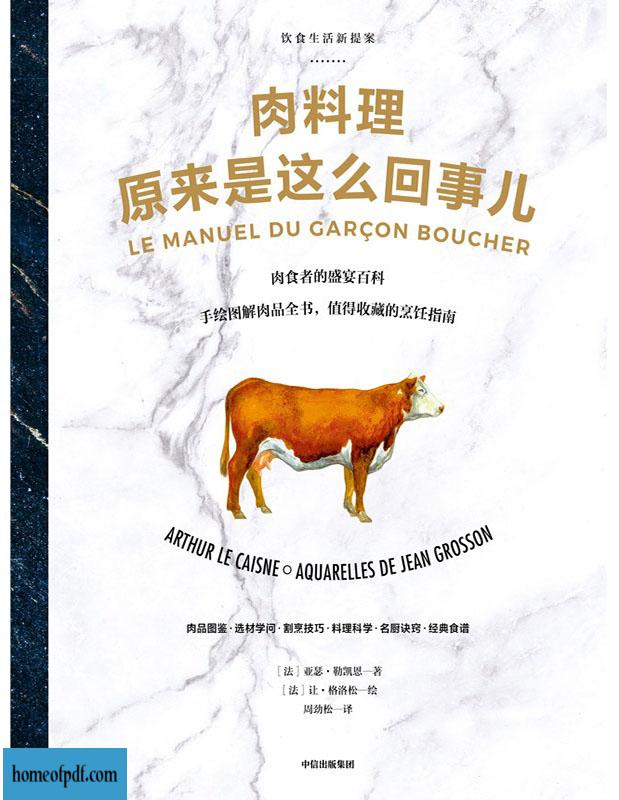 饮食生活新提案
肉料理
原来是这么回事儿
LE MANUEL DU GARÇON BOUCHER
肉食者的盛宴百科
手绘图解肉品全书，值得收藏的烹饪指南
ARTHUR LE CAISNE ○ AQUARELLES DE JEAN GROSSON
肉品图鉴·选材学问·割烹技巧·料理科学·名厨诀窍·经典食谱
［法］亚瑟·勒凯恩—著
［法］让·格洛松—绘
周劲松—译
中信出版集团
homeofpdf.com